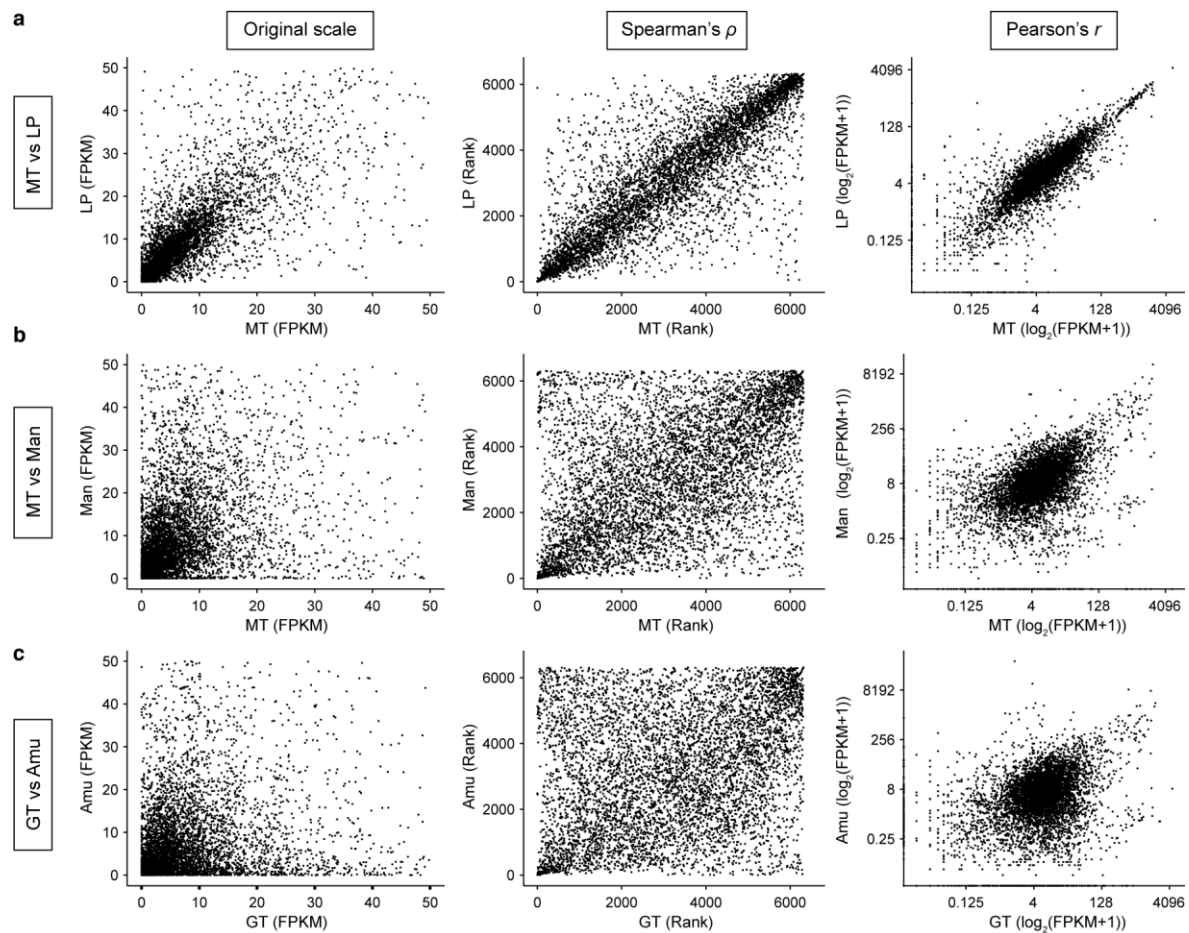 a
Original scale
Spearman's ρ
Pearson's r
MT vs LP
LP (FPKM)
50
40
30
20
10
0
0 10 20 30 40 50
MT (FPKM)
LP (Rank)
6000
4000
2000
0
0 2000 4000 6000
MT (Rank)
LP (log2(FPKM+1))
4096
128
4
0.125
0.125 4 128 4096
MT (log2(FPKM+1))
b
MT vs Man
Man (FPKM)
50
40
30
20
10
0
0 10 20 30 40 50
MT (FPKM)
Man (Rank)
6000
4000
2000
0
0 2000 4000 6000
MT (Rank)
Man (log2(FPKM+1))
8192
256
8
0.25
0.125 4 128 4096
MT (log2(FPKM+1))
c
GT vs Amu
Amu (FPKM)
50
40
30
20
10
0
0 10 20 30 40 50
GT (FPKM)
Amu (Rank)
6000
4000
2000
0
0 2000 4000 6000
GT (Rank)
Amu (log2(FPKM+1))
8192
256
8
0.25
0.125 4 128 4096
GT (log2(FPKM+1))